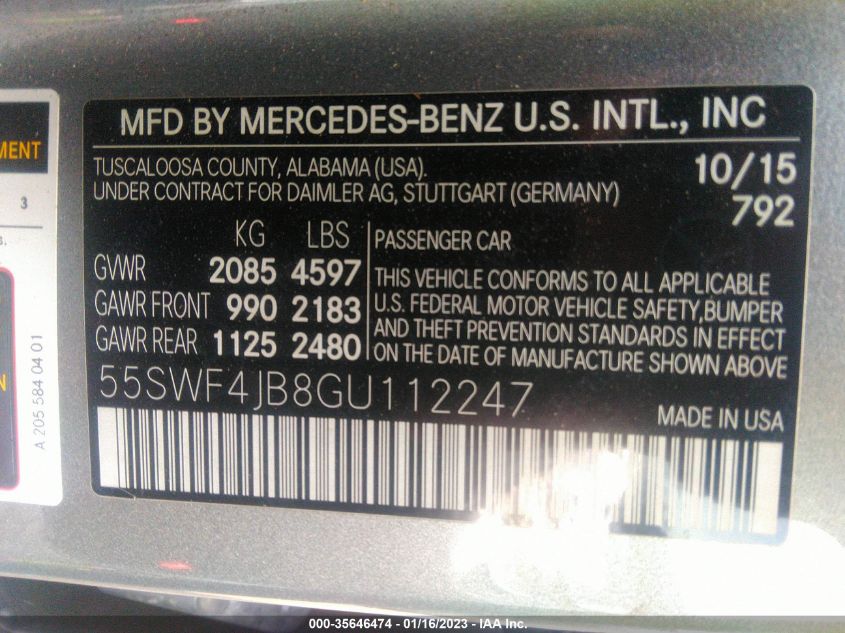 MFD BY MERCEDES-BENZ U.S. INTL., INC
TUSCALOOSA COUNTY, ALABAMA (USA).
UNDER CONTRACT FOR DAIMLER AG, STUTTGART (GERMANY)
10/15
792
KG LBS
GVWR 2085 4597
GAWR FRONT 990 2183
GAWR REAR 1125 2480
PASSENGER CAR
THIS VEHICLE CONFORMS TO ALL APPLICABLE
U.S. FEDERAL MOTOR VEHICLE SAFETY,BUMPER
AND THEFT PREVENTION STANDARDS IN EFFECT
ON THE DATE OF MANUFACTURE SHOWN ABOVE
55SWF4JB8GU112247
MADE IN USA
3
A 205 584 04 01
000-35646474 - 01/16/2023 - IAA Inc.